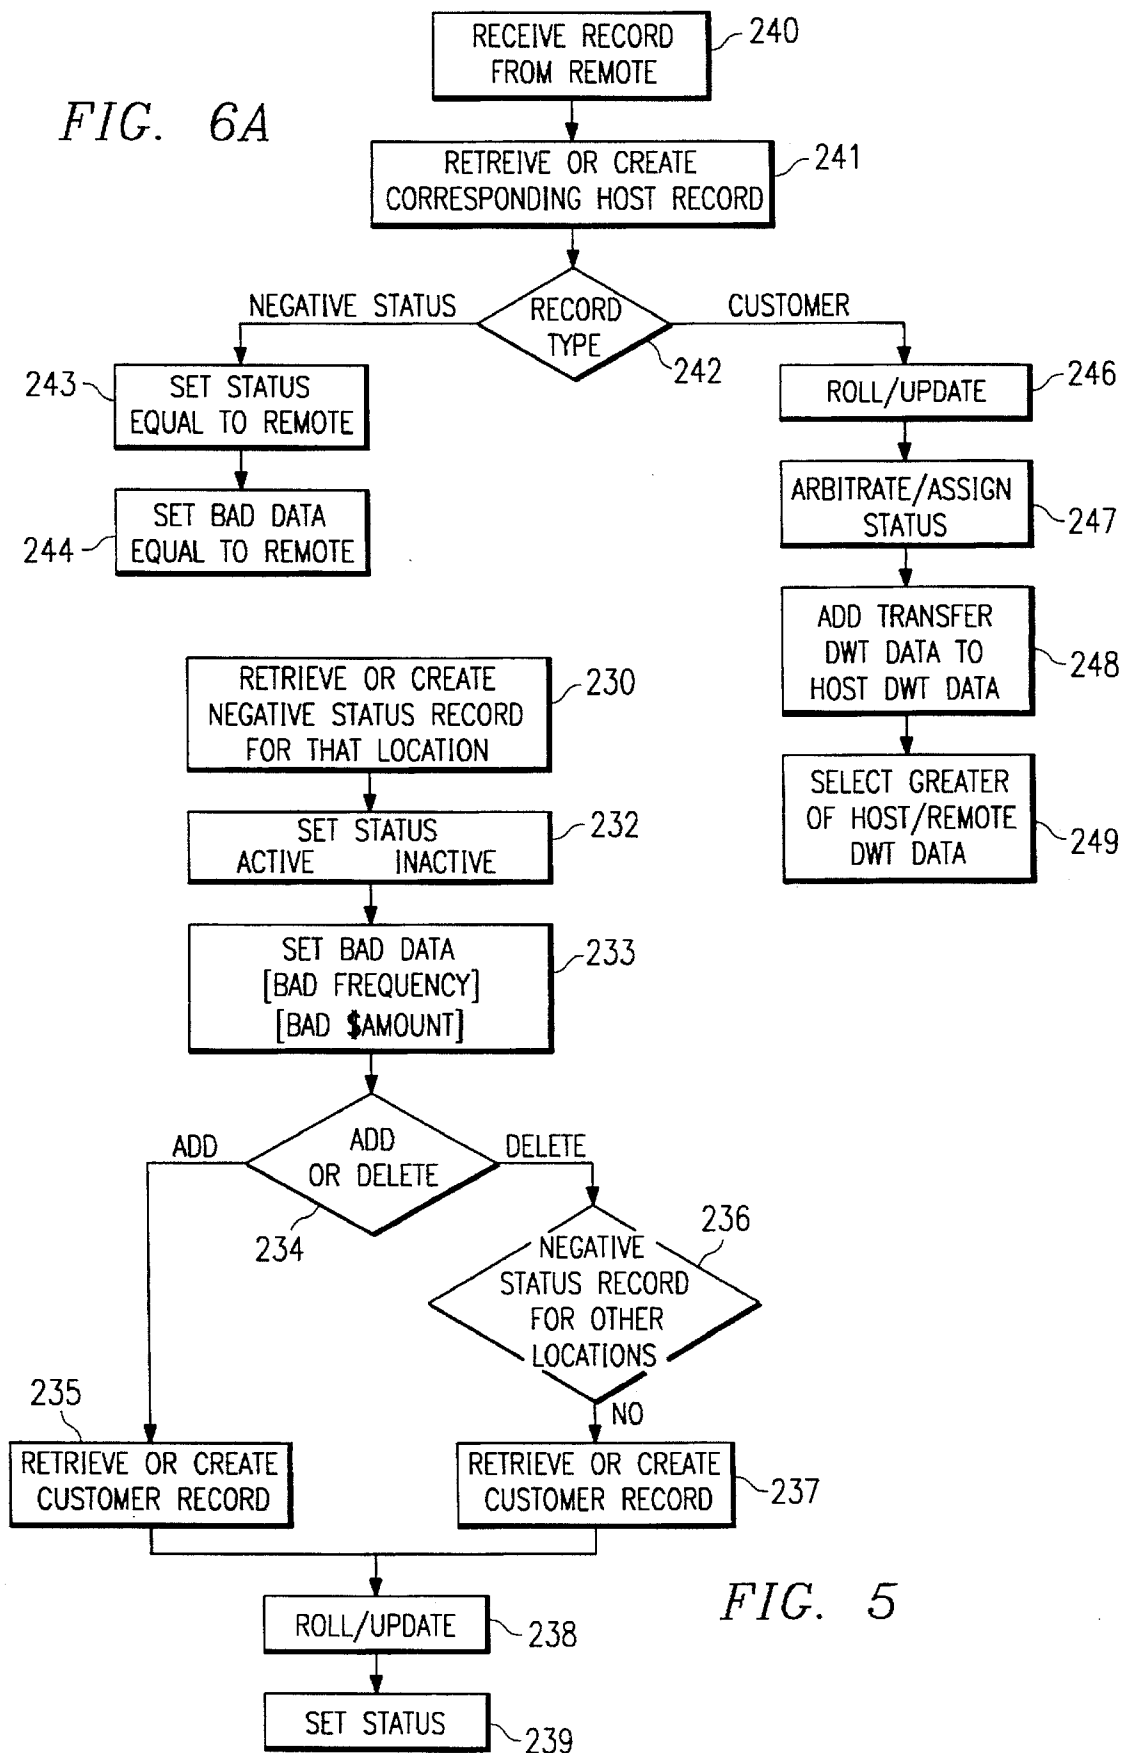 RECEIVE RECORD
FROM REMOTE
240
FIG. 6A
RETREIVE OR CREATE
CORRESPONDING HOST RECORD
241
NEGATIVE STATUS
RECORD
TYPE
242
CUSTOMER
243
SET STATUS
EQUAL TO REMOTE
244
SET BAD DATA
EQUAL TO REMOTE
ROLL/UPDATE
246
ARBITRATE/ASSIGN
STATUS
247
ADD TRANSFER
DWT DATA TO
HOST DWT DATA
248
SELECT GREATER
OF HOST/REMOTE
DWT DATA
249
RETRIEVE OR CREATE
NEGATIVE STATUS RECORD
FOR THAT LOCATION
230
SET STATUS
ACTIVE INACTIVE
232
SET BAD DATA
[BAD FREQUENCY]
[BAD $AMOUNT]
233
ADD
ADD
OR DELETE
234
DELETE
NEGATIVE
STATUS RECORD
FOR OTHER
LOCATIONS
236
NO
235
RETRIEVE OR CREATE
CUSTOMER RECORD
RETRIEVE OR CREATE
CUSTOMER RECORD
237
ROLL/UPDATE
238
SET STATUS
239
FIG. 5